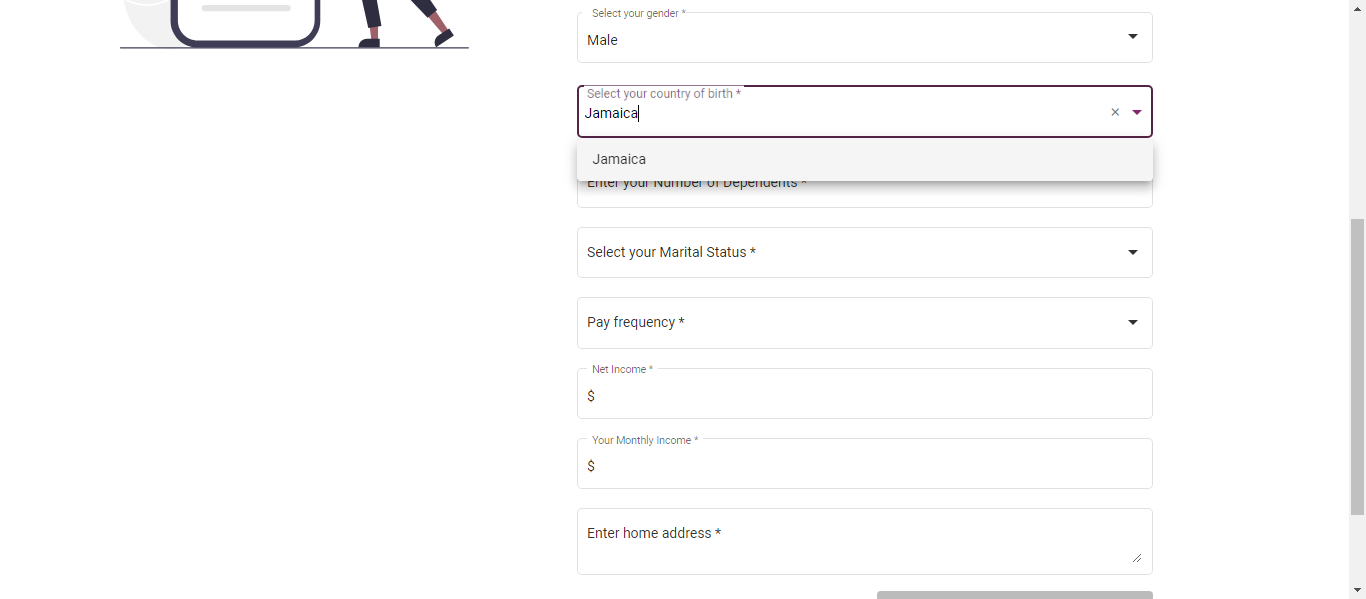 Select your gender *
Male
Select your country of birth *
Jamaica
Jamaica
Enter your Number of Dependents *
Select your Marital Status *
Pay frequency *
Net Income *
$
Your Monthly Income *
$
Enter home address *